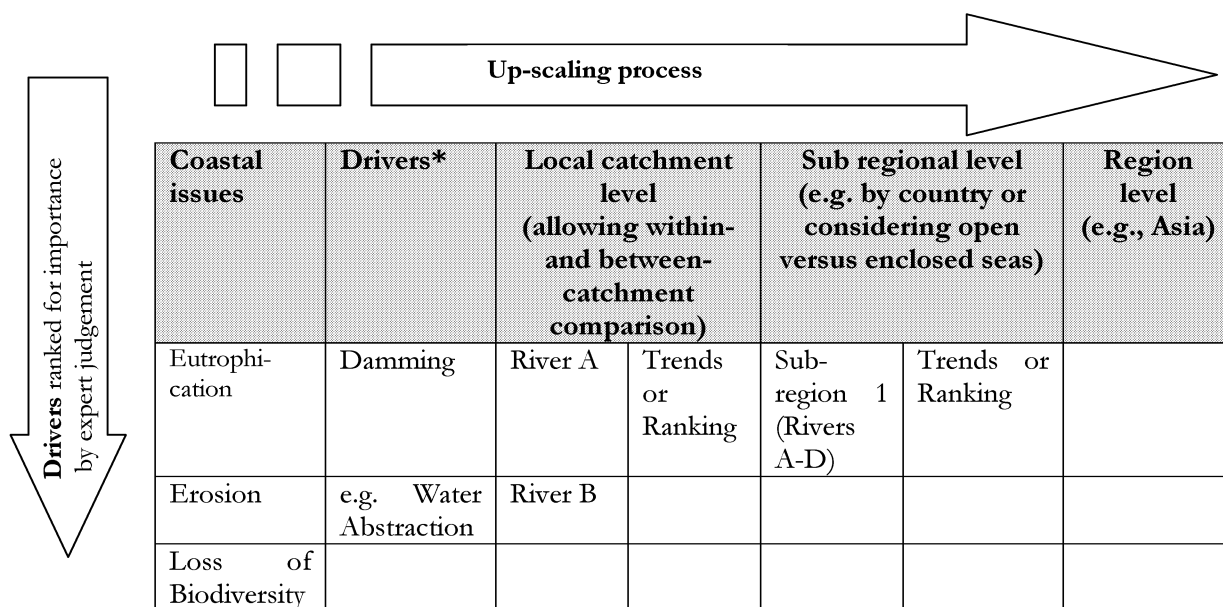 Up-scaling process
Drivers ranked for importance
by expert judgement
Coastal
issues
Drivers*
Local catchment
level
(allowing within-
and between-
catchment
comparison)
Sub regional level
(e.g. by country or
considering open
versus enclosed seas)
Region
level
(e.g., Asia)
Eutrophi-
cation
Damming
River A
Trends
or
Ranking
Sub-
region 1
(Rivers
A-D)
Trends or
Ranking
Erosion
e.g. Water
Abstraction
River B
Loss of
Biodiversity